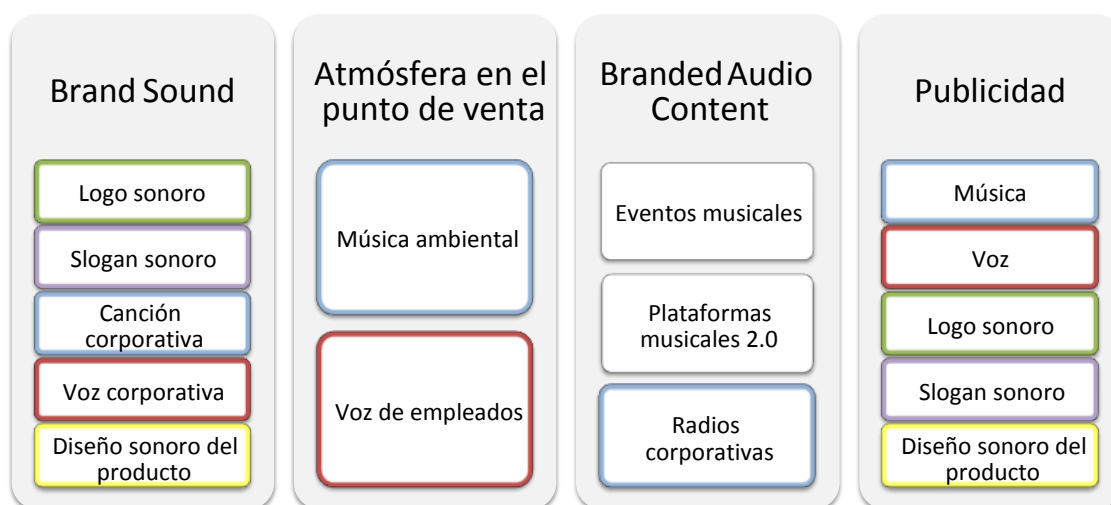 Brand Sound
Logo sonoro
Slogan sonoro
Canción
corporativa
Voz corporativa
Diseño sonoro del
producto
Atmósfera en el
punto de venta
Música ambiental
Voz de empleados
Branded Audio
Content
Eventos musicales
Plataformas
musicales 2.0
Radios
corporativas
Publicidad
Música
Voz
Logo sonoro
Slogan sonoro
Diseño sonoro del
producto